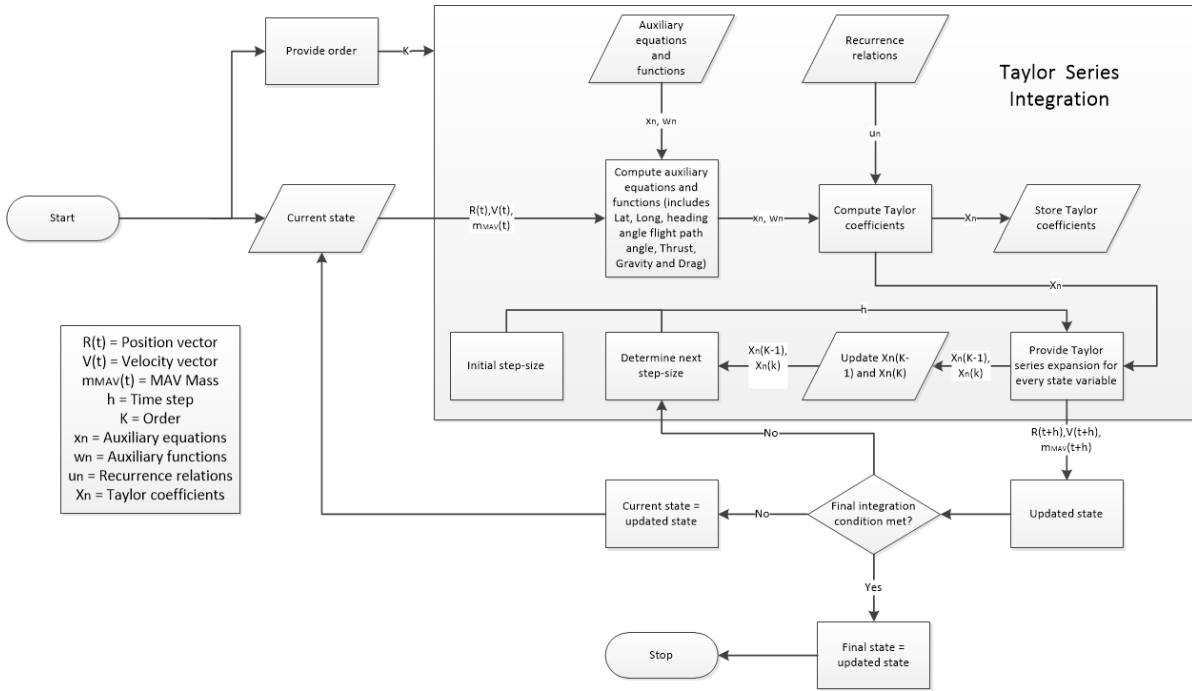 Provide order
K
Auxiliary
equations
and
functions
Recurrence
relations
Taylor Series
Integration
xn, wn
un
Start
Current state
R(t),V(t),
mMAV(t)
Compute auxiliary
equations and
functions (includes
Lat, Long, heading
angle flight path
angle, Thrust,
Gravity and Drag)
xn, wn
Compute Taylor
coefficients
Xn
Store Taylor
coefficients
Xn
h
Initial step-size
Determine next
step-size
Xn(K-1),
Xn(k)
Update Xn(K-
1) and Xn(K)
Xn(K-1),
Xn(k)
Provide Taylor
series expansion for
every state variable
R(t) = Position vector
V(t) = Velocity vector
mMAV(t) = MAV Mass
h = Time step
K = Order
xn = Auxiliary equations
wn = Auxiliary functions
un = Recurrence relations
Xn = Taylor coefficients
No
R(t+h),V(t+h),
mMAV(t+h)
Current state =
updated state
No
Final integration
condition met?
Updated state
Yes
Stop
Final state =
updated state